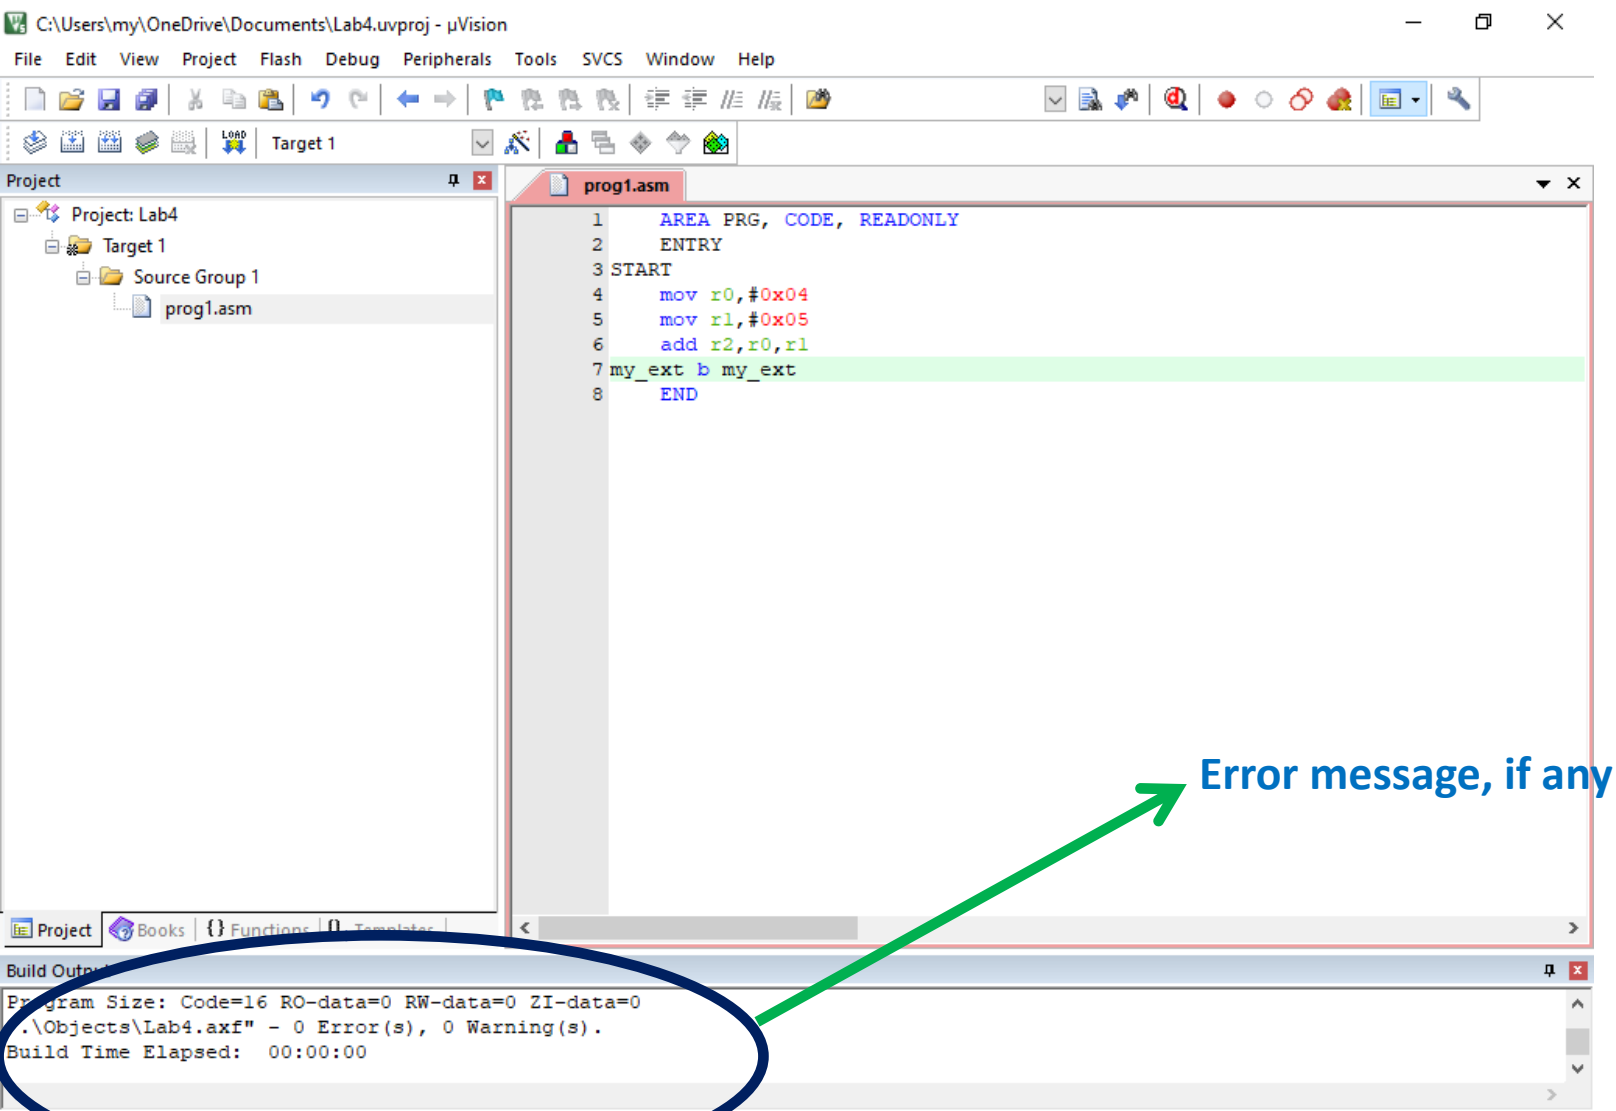 C:\Users\my\OneDrive\Documents\Lab4.uvproj - µVision
File Edit View Project Flash Debug Peripherals Tools SVCS Window Help
LOAD Target 1
Project
prog1.asm
Project: Lab4
Target 1
Source Group 1
prog1.asm
1 AREA PRG, CODE, READONLY
2 ENTRY
3 START
4 mov r0,#0x04
5 mov r1,#0x05
6 add r2,r0,r1
7 my_ext b my_ext
8 END
Error message, if any
Project Books {} Functions Templates
Build Output
Program Size: Code=16 RO-data=0 RW-data=0 ZI-data=0
".\Objects\Lab4.axf" - 0 Error(s), 0 Warning(s).
Build Time Elapsed: 00:00:00